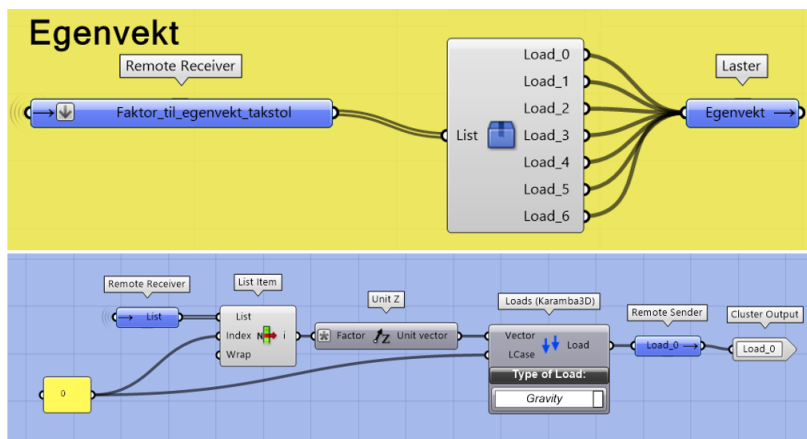 Egenvekt
Remote Receiver
Faktor_til_egenvekt_takstol
List
Load_0
Load_1
Load_2
Load_3
Load_4
Load_5
Load_6
Laster
Egenvekt
Remote Receiver
List
List Item
List
Index
N
i
Wrap
0
Unit Z
Factor
Z
Unit vector
Loads (Karamba3D)
Vector
LCase
Load
Type of Load:
Gravity
Remote Sender
Load_0
Cluster Output
Load_0